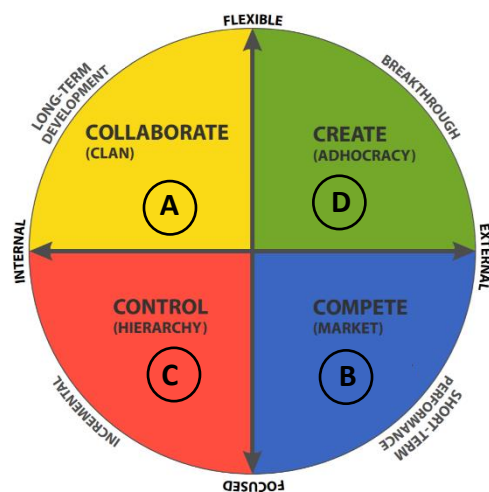 FLEXIBLE
LONG-TERM
DEVELOPMENT
BREAKTHROUGH
COLLABORATE
(CLAN)
CREATE
(ADHOCRACY)
A
D
INTERNAL
EXTERNAL
CONTROL
(HIERARCHY)
COMPETE
(MARKET)
C
B
INCREMENTAL
SHORT-TERM
PERFORMANCE
FOCUSED